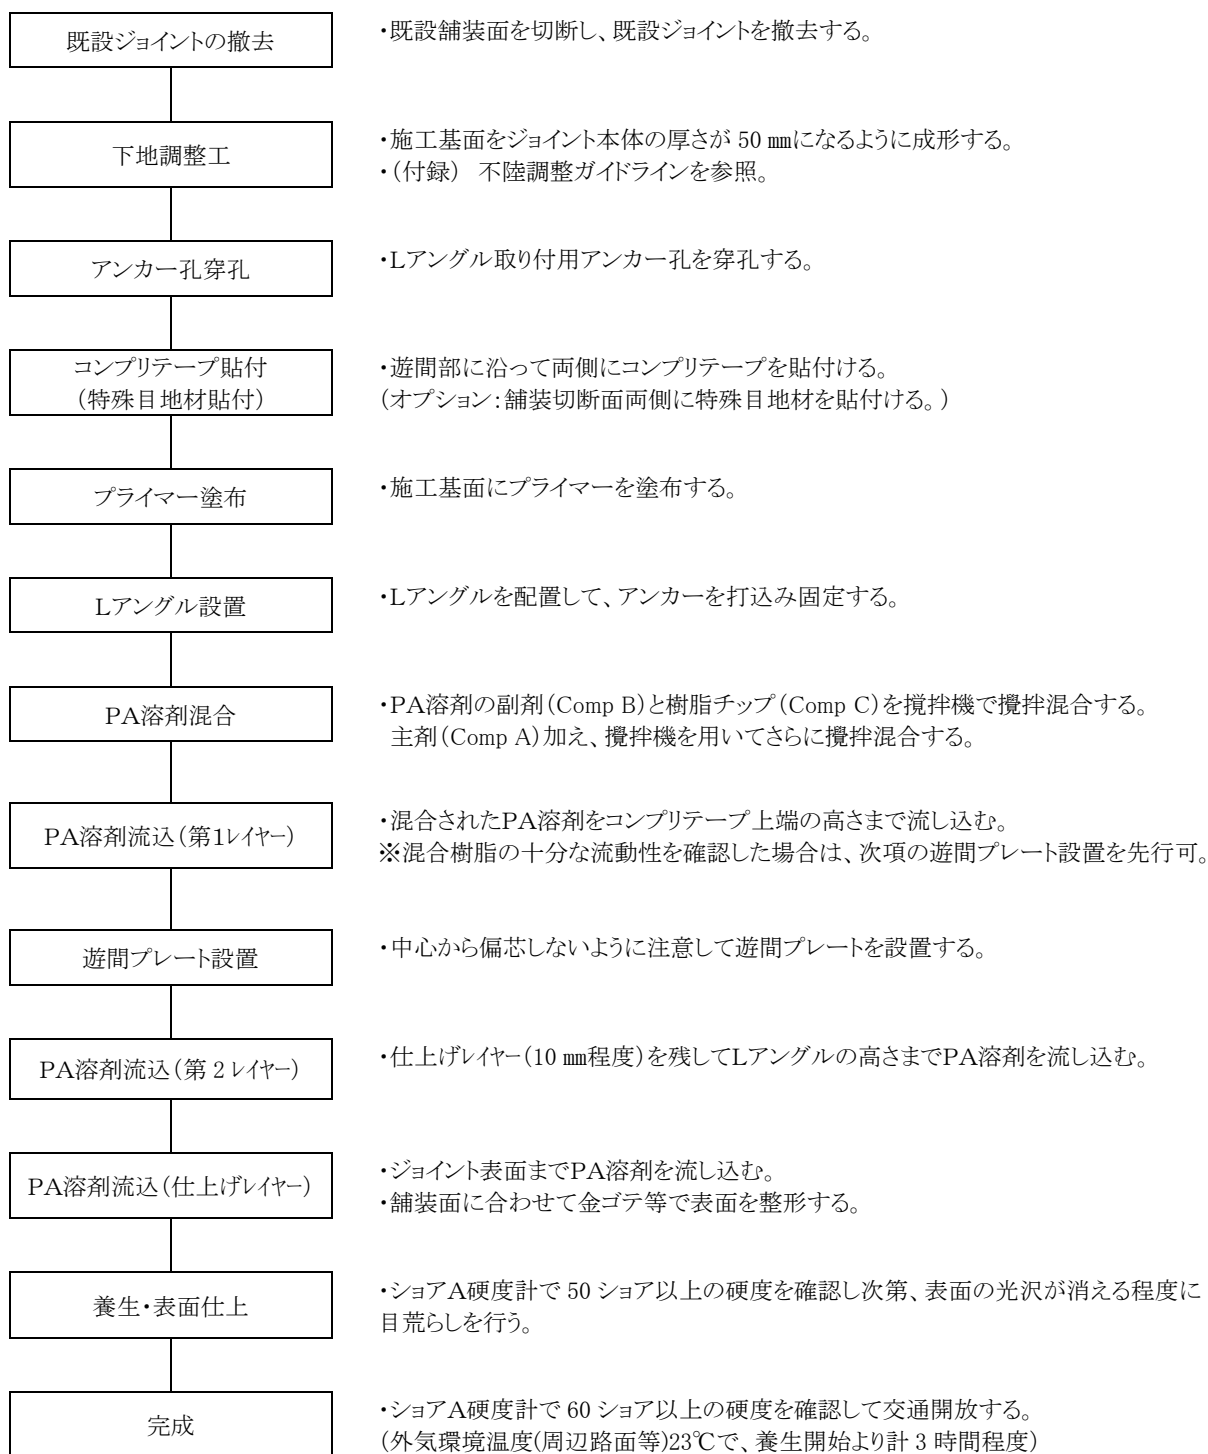 既設ジョイントの撤去
・既設舗装面を切断し、既設ジョイントを撤去する。
下地調整工
・施工基面をジョイント本体の厚さが 50 ㎜になるように成形する。
・(付録) 不陸調整ガイドラインを参照。
アンカー孔穿孔
・Lアングル取り付用アンカー孔を穿孔する。
コンプリテープ貼付
(特殊目地材貼付)
・遊間部に沿って両側にコンプリテープを貼付ける。
(オプション:舗装切断面両側に特殊目地材を貼付ける。)
プライマー塗布
・施工基面にプライマーを塗布する。
Lアングル設置
・Lアングルを配置して、アンカーを打込み固定する。
PA溶剤混合
・PA溶剤の副剤(Comp B)と樹脂チップ(Comp C)を撹拌機で攪拌混合する。
主剤(Comp A)加え、攪拌機を用いてさらに攪拌混合する。
PA溶剤流込(第1レイヤー)
・混合されたPA溶剤をコンプリテープ上端の高さまで流し込む。
※混合樹脂の十分な流動性を確認した場合は、次項の遊間プレート設置を先行可。
遊間プレート設置
・中心から偏芯しないように注意して遊間プレートを設置する。
PA溶剤流込(第 2 レイヤー)
・仕上げレイヤー(10 ㎜程度)を残してLアングルの高さまでPA溶剤を流し込む。
PA溶剤流込(仕上げレイヤー)
・ジョイント表面までPA溶剤を流し込む。
・舗装面に合わせて金ゴテ等で表面を整形する。
養生・表面仕上
・ショアA硬度計で 50 ショア以上の硬度を確認し次第、表面の光沢が消える程度に
目荒らしを行う。
完成
・ショアA硬度計で 60 ショア以上の硬度を確認して交通開放する。
(外気環境温度(周辺路面等)23℃で、養生開始より計 3 時間程度)